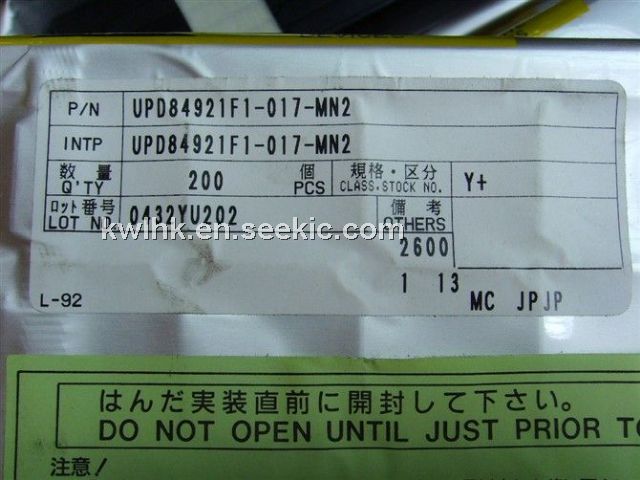 P/N UPD84921F1-017-MN2
INTP UPD84921F1-017-MN2
数量 200 個 規格・区分 Y+
Q'TY PCS CLASS.STOCK NO.
ロット番号 0432YU202 備考
LOT NO OTHERS
2600
1 13
L-92 MC JPJP
kwlnk.en.seekic.com
はんだ実装直前に開封して下さい。
DO NOT OPEN UNTIL JUST PRIOR TO
注意!